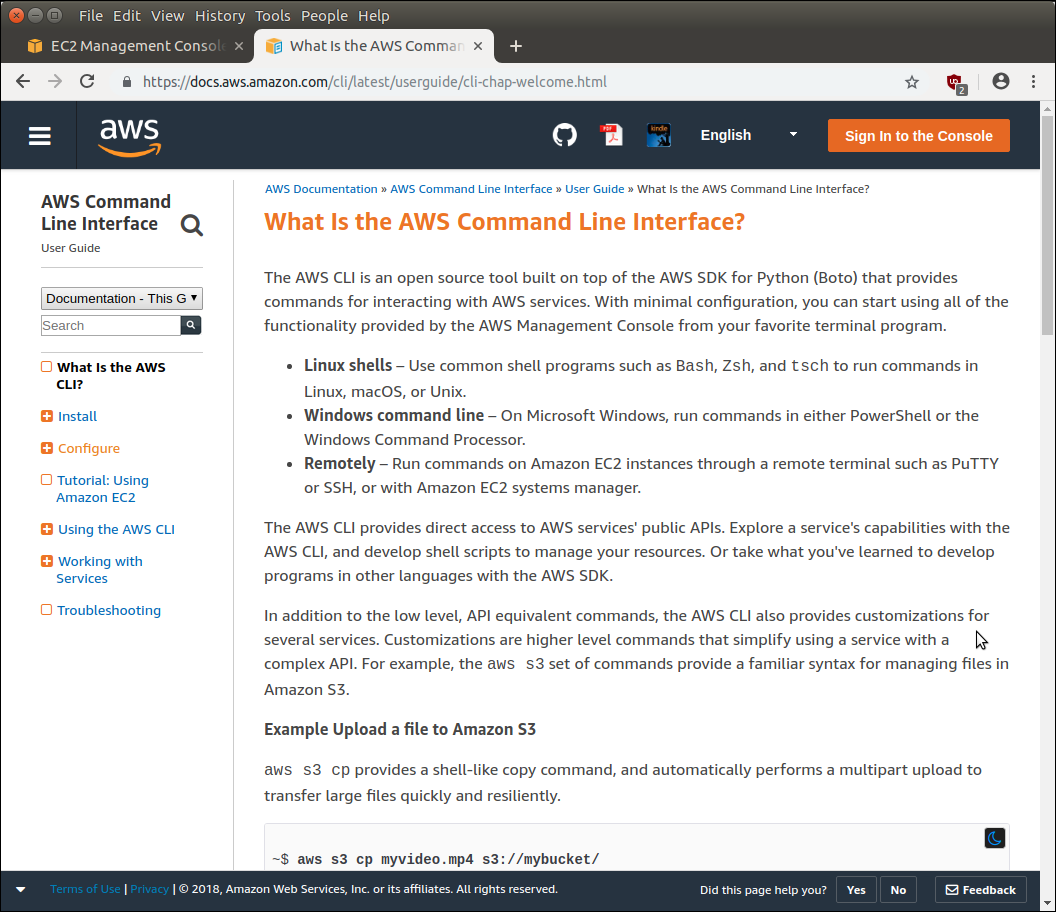 File Edit View History Tools People Help
EC2 Management Consol
What Is the AWS Comman
https://docs.aws.amazon.com/cli/latest/userguide/cli-chap-welcome.html
2
aws
PDF
kindle
English
Sign In to the Console
AWS Command
Line Interface
User Guide
Documentation - This G
Search
What Is the AWS
CLI?
Install
Configure
Tutorial: Using
Amazon EC2
Using the AWS CLI
Working with
Services
Troubleshooting
AWS Documentation » AWS Command Line Interface » User Guide » What Is the AWS Command Line Interface?
What Is the AWS Command Line Interface?
The AWS CLI is an open source tool built on top of the AWS SDK for Python (Boto) that provides
commands for interacting with AWS services. With minimal configuration, you can start using all of the
functionality provided by the AWS Management Console from your favorite terminal program.
• Linux shells – Use common shell programs such as Bash, Zsh, and tsch to run commands in
Linux, macOS, or Unix.
• Windows command line – On Microsoft Windows, run commands in either PowerShell or the
Windows Command Processor.
• Remotely – Run commands on Amazon EC2 instances through a remote terminal such as PuTTY
or SSH, or with Amazon EC2 systems manager.
The AWS CLI provides direct access to AWS services' public APIs. Explore a service's capabilities with the
AWS CLI, and develop shell scripts to manage your resources. Or take what you've learned to develop
programs in other languages with the AWS SDK.
In addition to the low level, API equivalent commands, the AWS CLI also provides customizations for
several services. Customizations are higher level commands that simplify using a service with a
complex API. For example, the aws s3 set of commands provide a familiar syntax for managing files in
Amazon S3.
Example Upload a file to Amazon S3
aws s3 cp provides a shell-like copy command, and automatically performs a multipart upload to
transfer large files quickly and resiliently.
~$ aws s3 cp myvideo.mp4 s3://mybucket/
Terms of Use | Privacy | © 2018, Amazon Web Services, Inc. or its affiliates. All rights reserved.
Did this page help you? Yes No Feedback